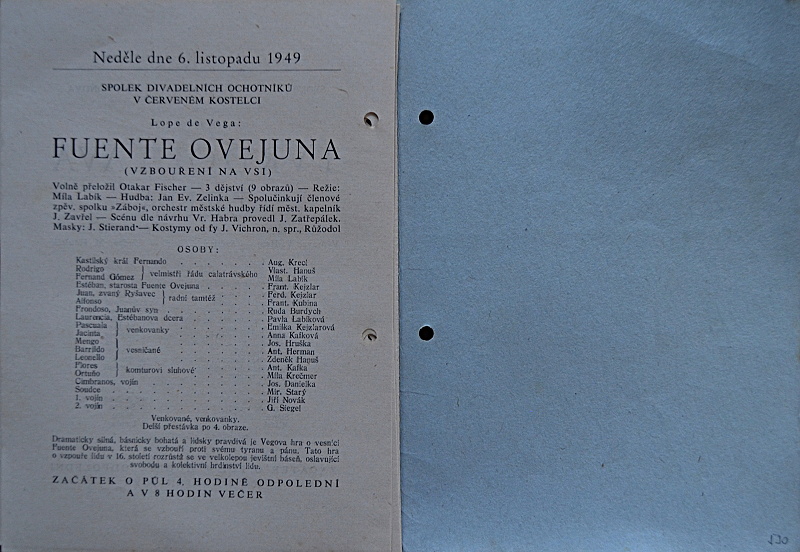 Neděle dne 6. listopadu 1949
SPOLEK DIVADELNÍCH OCHOTNÍKŮ
V ČERVENÉM KOSTELCI
Lope de Vega:
FUENTE OVEJUNA
(VZBOUŘENÍ NA VSI)
Volně přeložil Otakar Fischer — 3 dějství (9 obrazů) — Režie:
Míla Labík — Hudba: Jan Ev. Zelinka — Spolučinkují členové
zpěv. spolku »Záboj«, orchestr městské hudby řídí měst. kapelník
J. Zavřel — Scénu dle návrhu Vr. Habra provedl J. Zatřepálek.
Masky: J. Stierand — Kostymy od fy J. Vichron, n. spr., Růžodol
OSOBY:
Kastilský král Fernando . . . . . . . Aug. Krecl
Rodrigo } velmistři řádu calatrávského Vlast. Hanuš
Fernand Gómez } Míla Labík
Estéban, starosta Fuente Ovejuna . . . . . Frant. Kejzlar
Juan, zvaný Ryšavec } radní tamtéž . . . . Ferd. Kejzlar
Alfonso } Frant. Kubina
Frondoso, Juanův syn . . . . . . . Ruda Burdych
Laurencia, Estébanova dcera . . . . . . Pavla Labíková
Pascuala } venkovanky . . . . . . Emilka Kejzlarová
Jacinta } Anna Kafková
Mengo } Jos. Hruška
Barrildo } vesničané . . . . . . Ant. Herman
Leonello } Zdeněk Hanuš
Flores } komturovi sluhové . . . . . Ant. Kafka
Ortuño } Míla Krečmer
Cimbranos, vojín . . . . . . . . Jos. Danielka
Soudce . . . . . . . . . . Mir. Starý
1. vojín . . . . . . . . . . Jiří Novák
2. vojín . . . . . . . . . . G. Siegel
Venkované, venkovanky.
Delší přestávka po 4. obraze.
Dramaticky silná, básnicky bohatá a lidsky pravdivá je Vegova hra o vesnici
Fuente Ovejuna, která se vzbouří proti svému tyranu a pánu. Tato hra
o vzpouře lidu v 16. století rozrůstá se ve velkolepou jevištní báseň, oslavující
svobodu a kolektivní hrdinství lidu.
ZAČÁTEK O PŮL 4. HODINĚ ODPOLEDNÍ
A V 8 HODIN VEČER
530